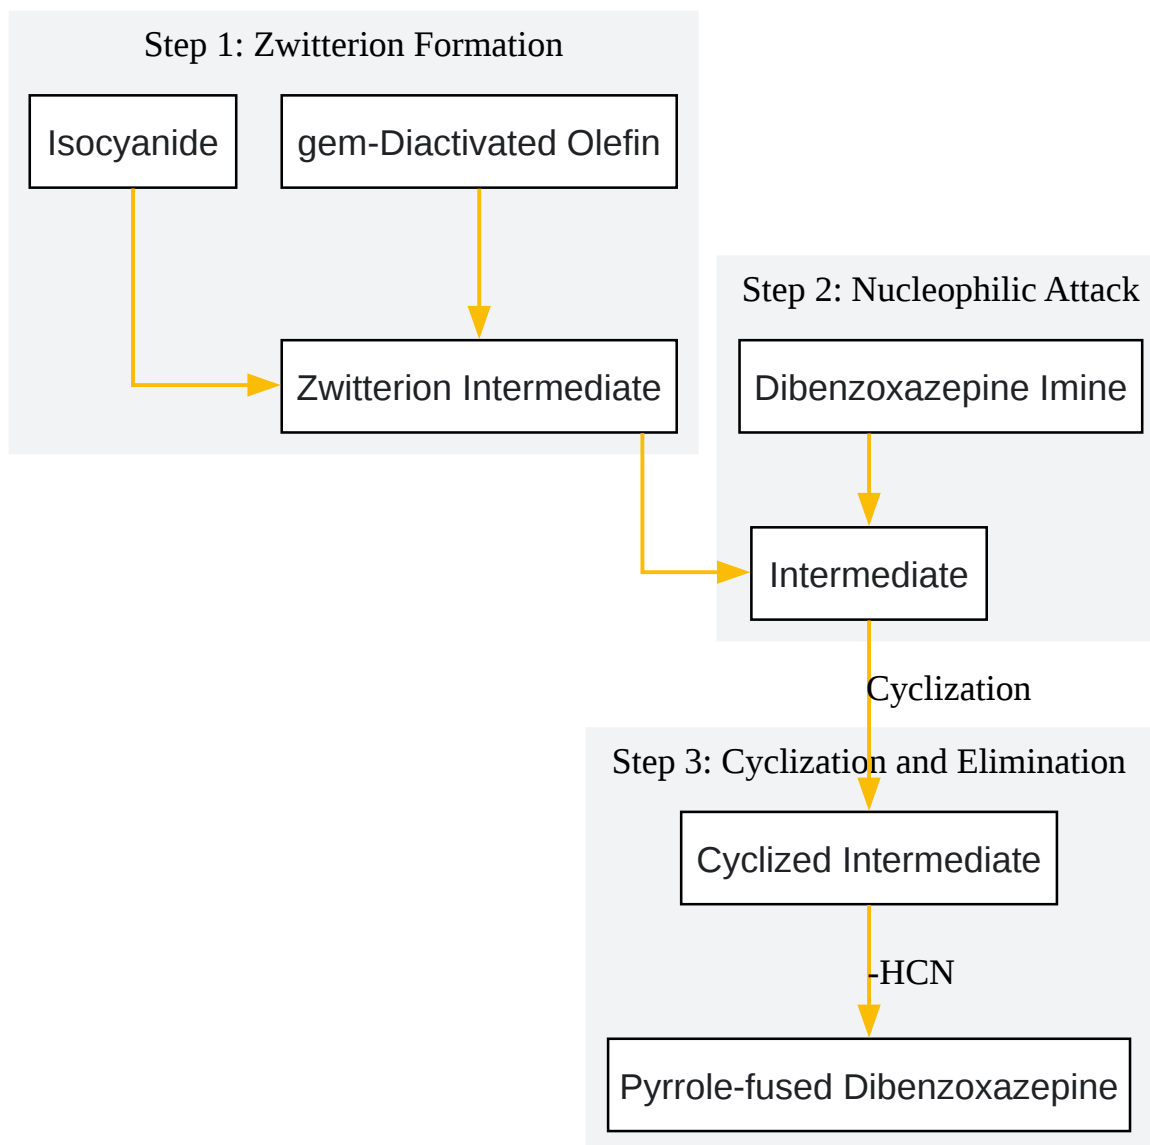 Step 1: Zwitterion Formation
Isocyanide
gem-Diactivated Olefin
Zwitterion Intermediate
Step 2: Nucleophilic Attack
Dibenzoxazepine Imine
Intermediate
Cyclization
Step 3: Cyclization and Elimination
Cyclized Intermediate
-HCN
Pyrrole-fused Dibenzoxazepine